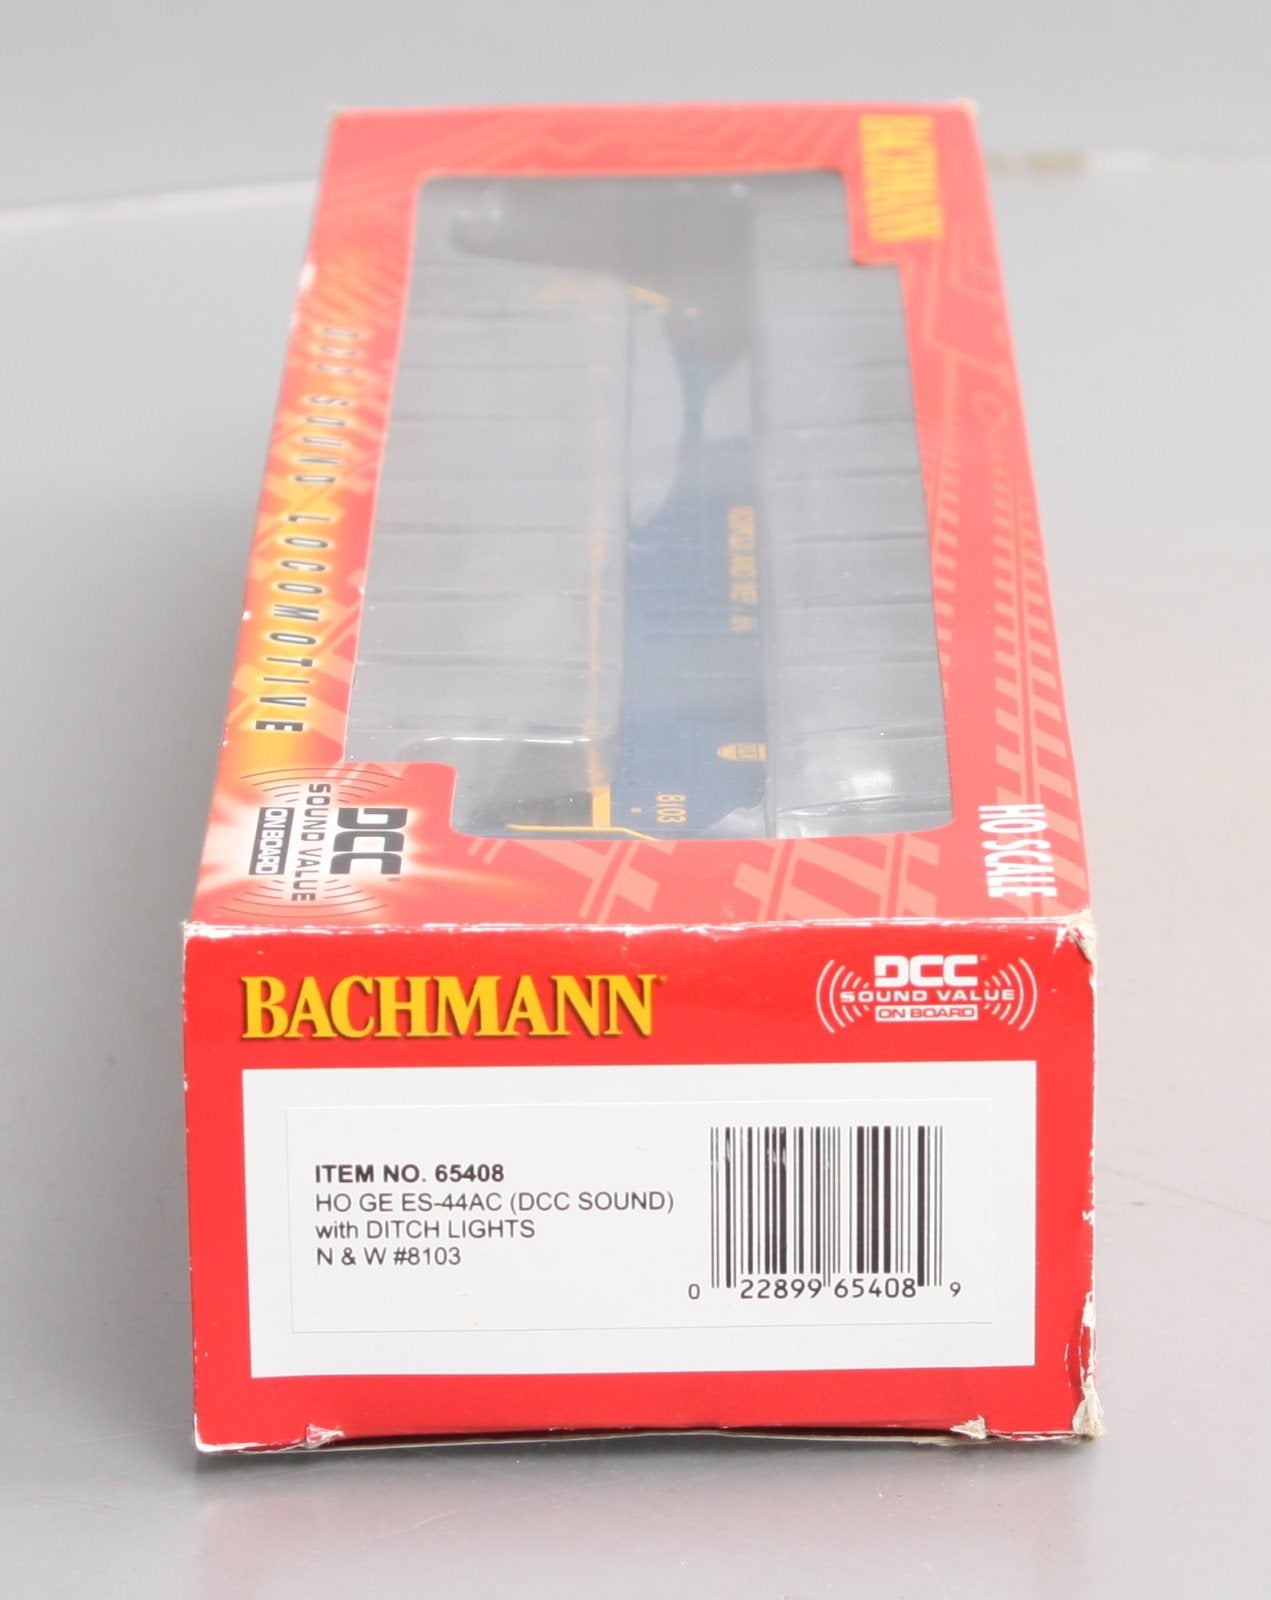 BACHMANN
DCC SOUND LOCOMOTIVE
NORFOLK AND WEST
8103
DCC
SOUND VALUE
ON BOARD
HO SCALE
BACHMANN
DCC
SOUND VALUE
ON BOARD
ITEM NO. 65408
HO GE ES-44AC (DCC SOUND)
with DITCH LIGHTS
N & W #8103
0 22899 65408 9